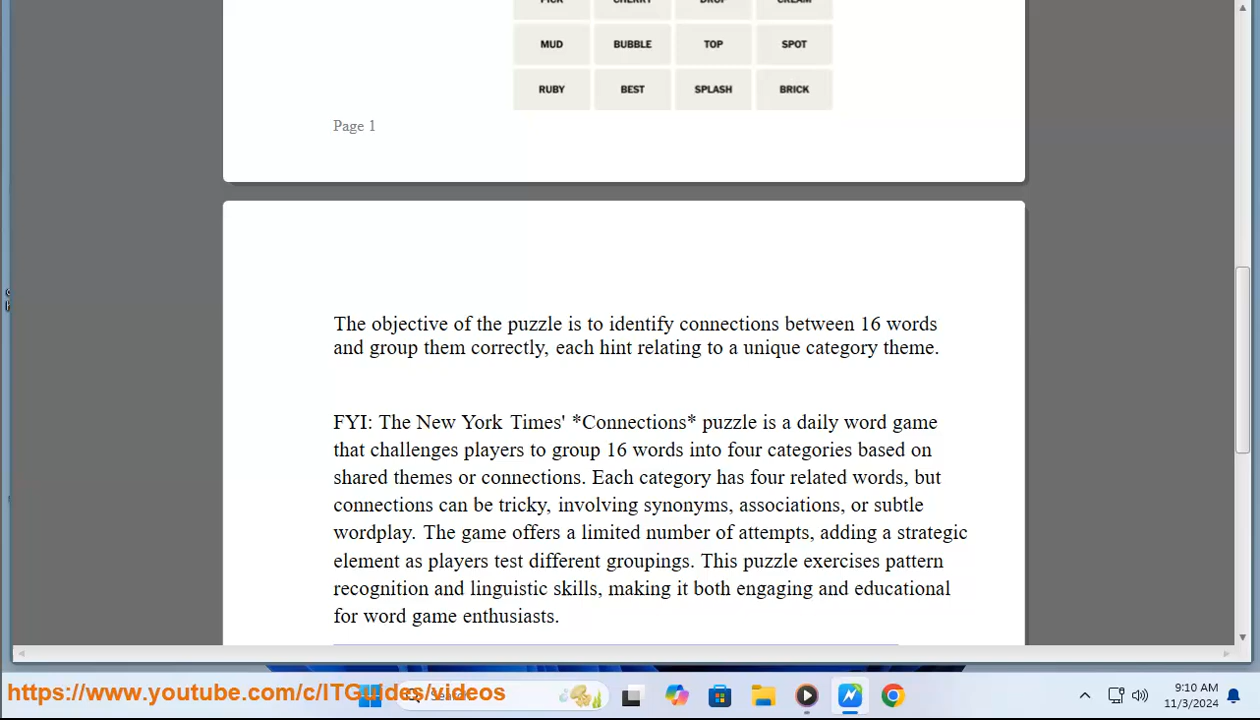 PICK CHERRY DROP CREAM
MUD BUBBLE TOP SPOT
RUBY BEST SPLASH BRICK
Page 1
The objective of the puzzle is to identify connections between 16 words
and group them correctly, each hint relating to a unique category theme.
FYI: The New York Times' *Connections* puzzle is a daily word game
that challenges players to group 16 words into four categories based on
shared themes or connections. Each category has four related words, but
connections can be tricky, involving synonyms, associations, or subtle
wordplay. The game offers a limited number of attempts, adding a strategic
element as players test different groupings. This puzzle exercises pattern
recognition and linguistic skills, making it both engaging and educational
for word game enthusiasts.
https://www.youtube.com/c/ITGuides/videos
9:10 AM
11/3/2024